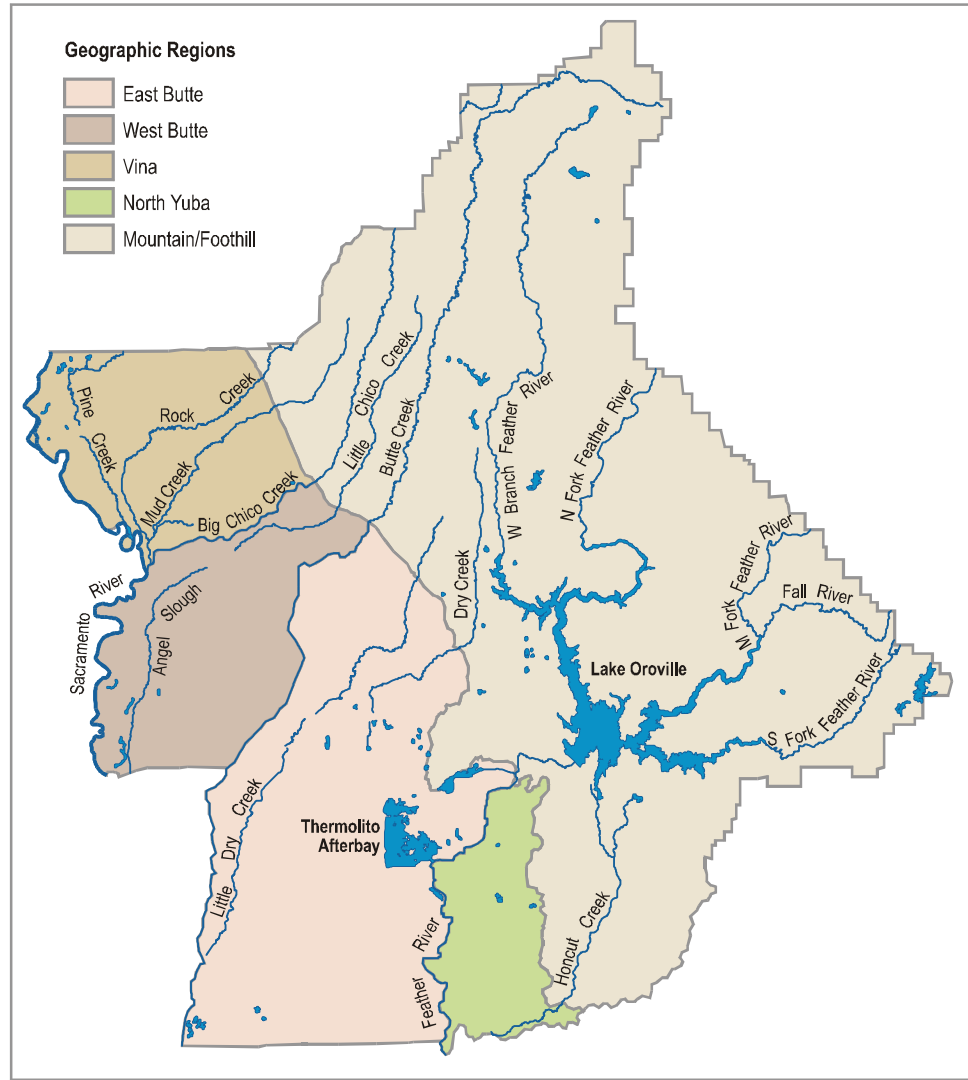 Geographic Regions
East Butte
West Butte
Vina
North Yuba
Mountain/Foothill
Pine Creek
Rock Creek
Mud Creek
Big Chico Creek
Little Chico Creek
Butte Creek
W Branch Feather River
N Fork Feather River
Dry Creek
M Fork Feather River
Fall River
Sacramento River
Angel Slough
Lake Oroville
S Fork Feather River
Little Dry Creek
Thermolito
Afterbay
Feather River
Honcut Creek